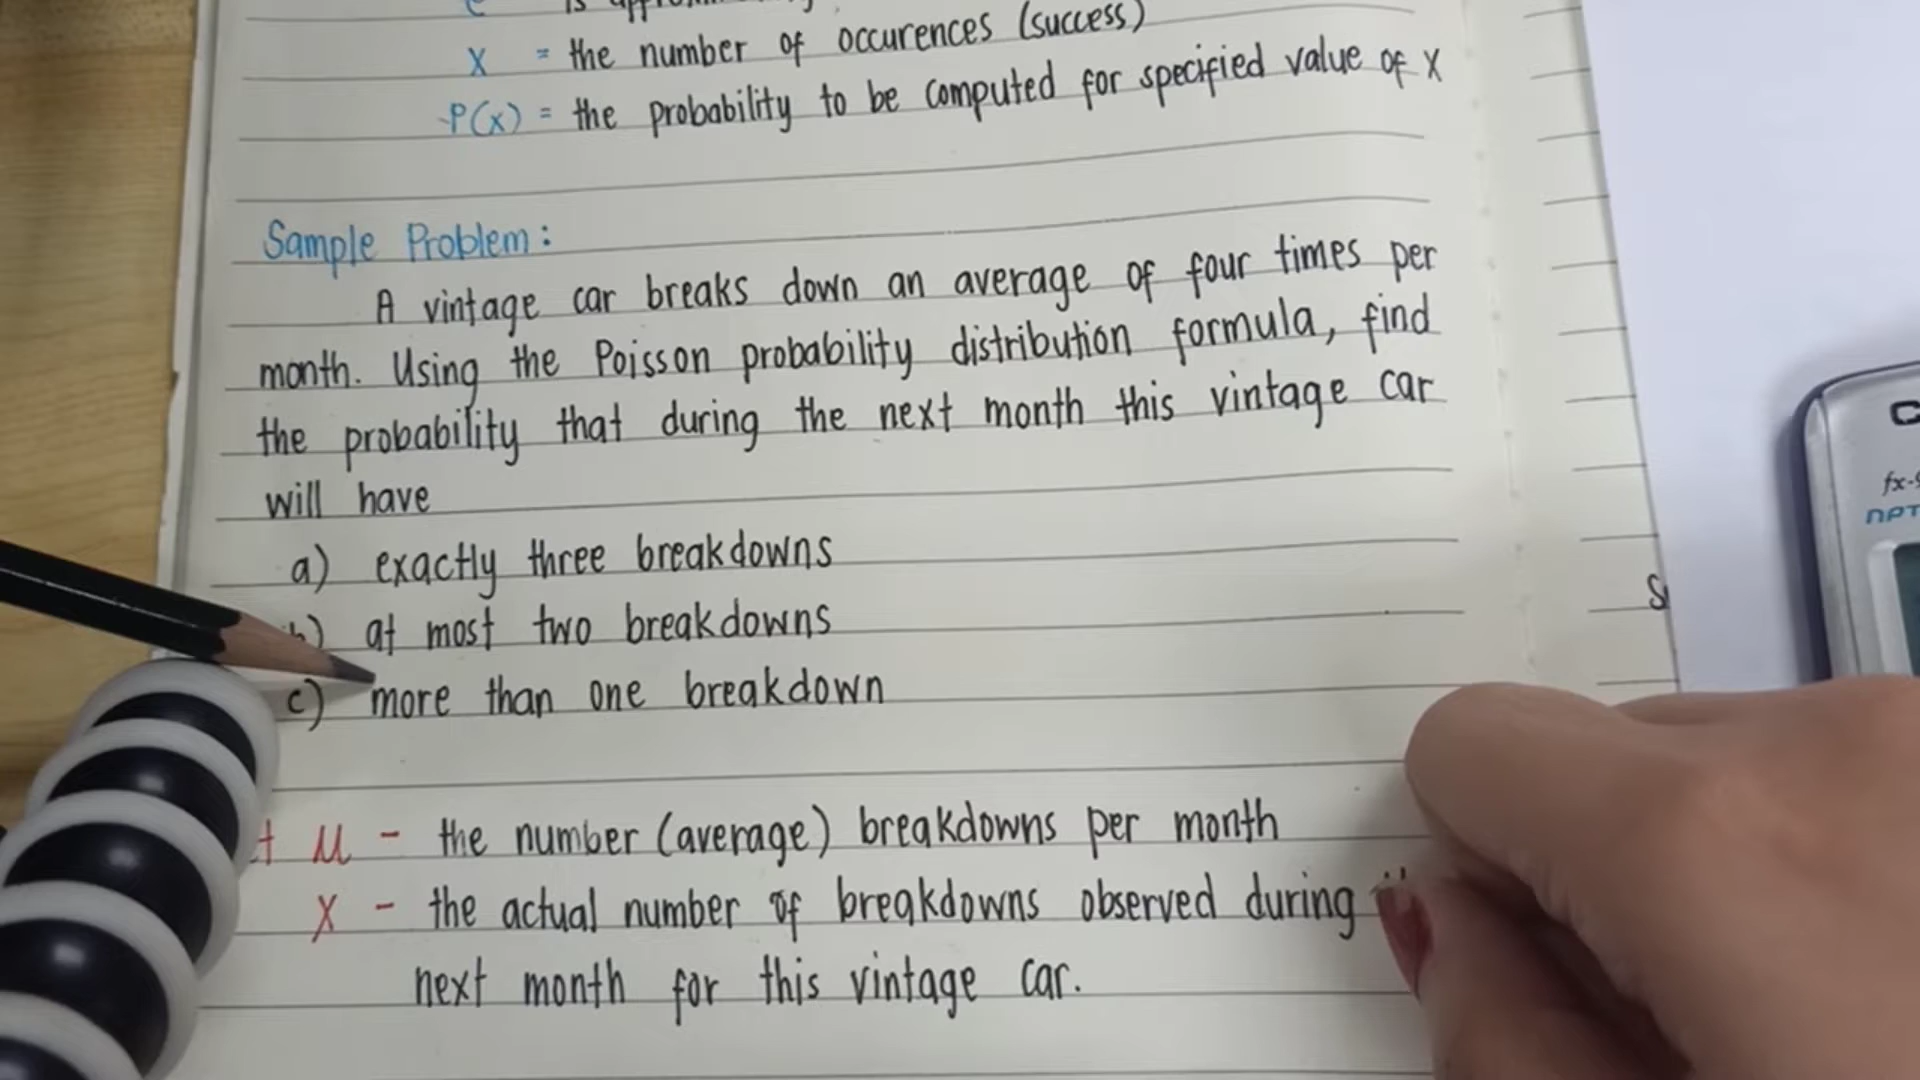 is
X = the number of occurences (success)
P(x) = the probability to be computed for specified value of X
Sample Problem:
A vintage car breaks down an average of four times per
month. Using the Poisson probability distribution formula, find
the probability that during the next month this vintage car
will have
a) exactly three breakdowns
b) at most two breakdowns
c) more than one breakdown
μ - the number (average) breakdowns per month
X - the actual number of breakdowns observed during
next month for this vintage car.